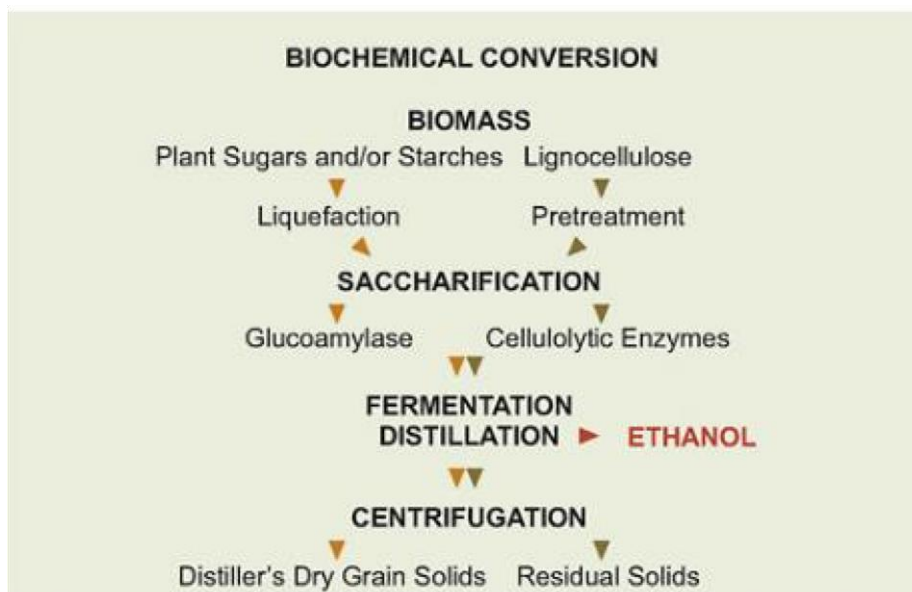 BIOCHEMICAL CONVERSION
BIOMASS
Plant Sugars and/or Starches Lignocellulose
Liquefaction Pretreatment
SACCHARIFICATION
Glucoamylase Cellulolytic Enzymes
FERMENTATION
DISTILLATION ETHANOL
CENTRIFUGATION
Distiller's Dry Grain Solids Residual Solids